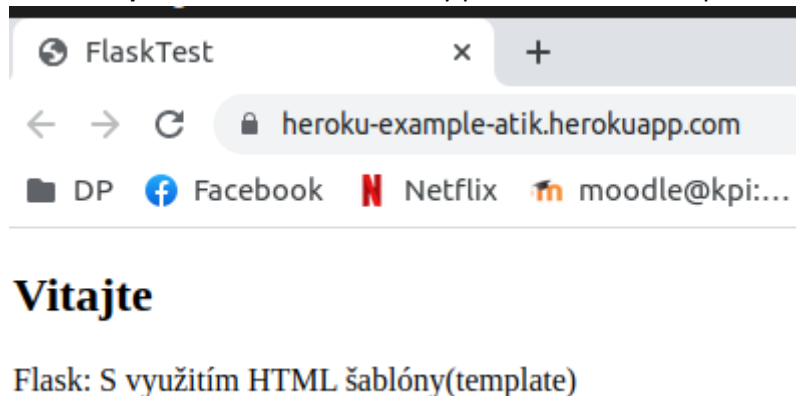 FlaskTest
heroku-example-atik.herokuapp.com
DP Facebook Netflix moodle@kpi:...
Vitajte
Flask: S využitím HTML šablóny(template)